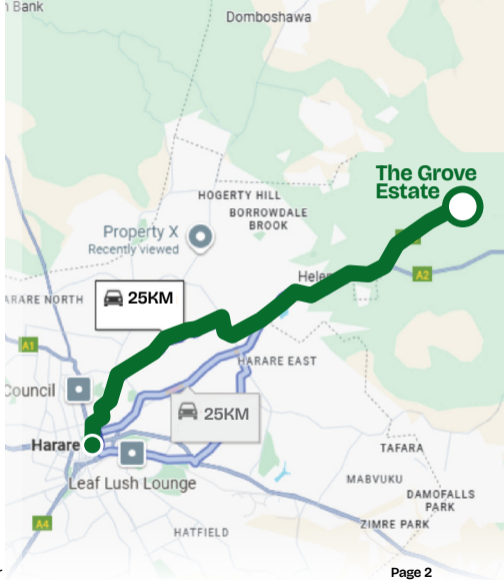 Bank
Domboshawa
The Grove
Estate
HOGERTY HILL
BORROWDALE
BROOK
Property X
Recently viewed
A2
25KM
ARARE NORTH
A1
HARARE EAST
Council
25KM
Harare
Leaf Lush Lounge
TAFARA
MABVUKU
DAMOFALLS
PARK
ZIMRE PARK
A4
HATFIELD
Page 2